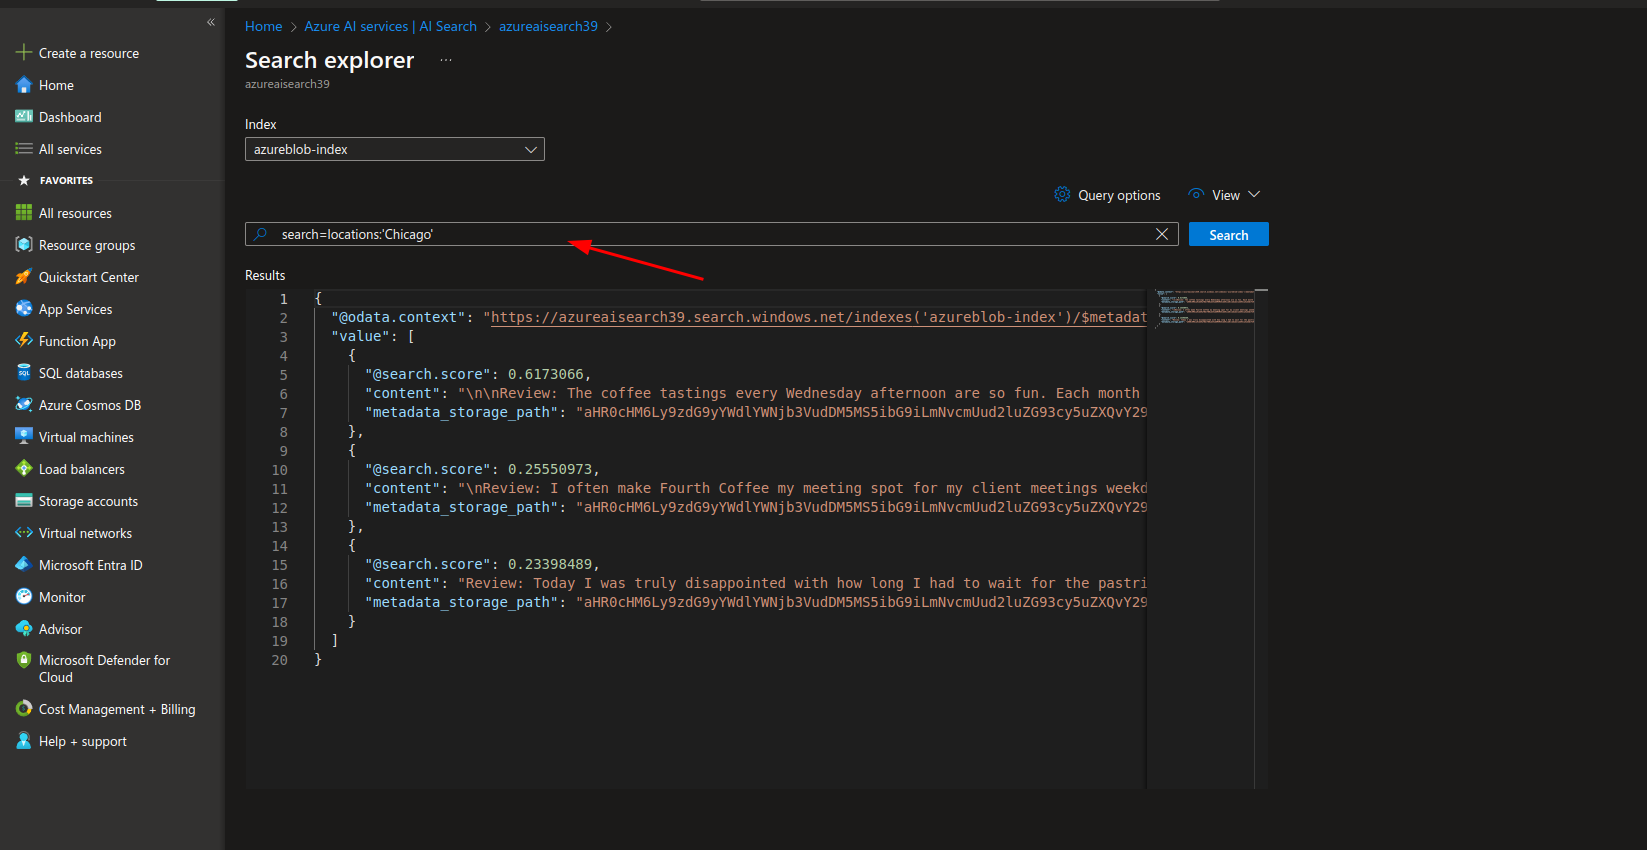 «
Create a resource
Home
Dashboard
All services
FAVORITES
All resources
Resource groups
Quickstart Center
App Services
Function App
SQL databases
Azure Cosmos DB
Virtual machines
Load balancers
Storage accounts
Virtual networks
Microsoft Entra ID
Monitor
Advisor
Microsoft Defender for
Cloud
Cost Management + Billing
Help + support
Home > Azure AI services | AI Search > azureaisearch39 >
Search explorer ...
azureaisearch39
Index
azureblob-index
Query options View
search=locations:'Chicago' Search
Results
1 {
2 "@odata.context": "https://azureaisearch39.search.windows.net/indexes('azureblob-index')/$metadat
3 "value": [
4 {
5 "@search.score": 0.6173066,
6 "content": "\n\nReview: The coffee tastings every Wednesday afternoon are so fun. Each month
7 "metadata_storage_path": "aHR0cHM6Ly9zdG9yYWdlYWNjb3VudDM5MS5ibG9iLmNvcmUud2luZG93cy5uZXQvY29
8 },
9 {
10 "@search.score": 0.25550973,
11 "content": "\nReview: I often make Fourth Coffee my meeting spot for my client meetings weekd
12 "metadata_storage_path": "aHR0cHM6Ly9zdG9yYWdlYWNjb3VudDM5MS5ibG9iLmNvcmUud2luZG93cy5uZXQvY29
13 },
14 {
15 "@search.score": 0.23398489,
16 "content": "Review: Today I was truly disappointed with how long I had to wait for the pastri
17 "metadata_storage_path": "aHR0cHM6Ly9zdG9yYWdlYWNjb3VudDM5MS5ibG9iLmNvcmUud2luZG93cy5uZXQvY29
18 }
19 ]
20 }